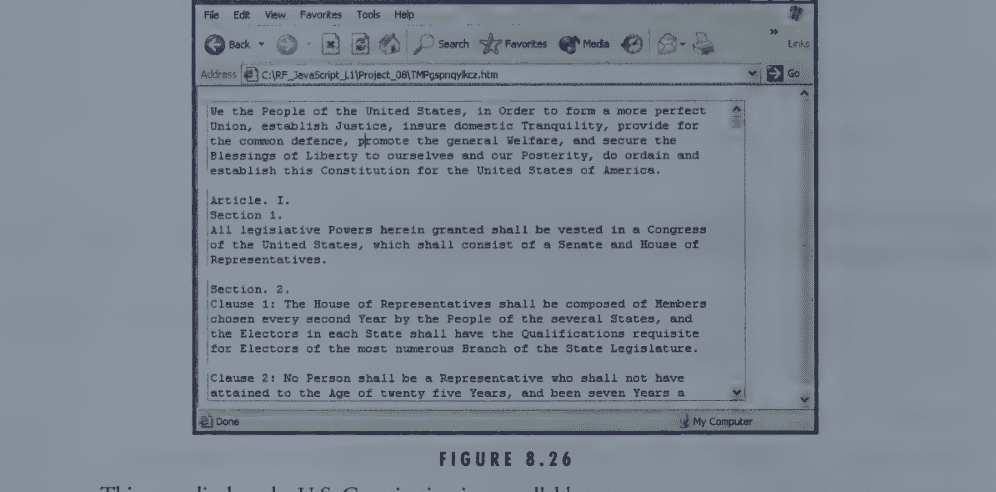 File Edit View Favorites Tools Help
Back Search Favorites Media Links
Address C:\RF_JavaScript_L1\Project_08\TMPgspnqylkcz.htm Go
We the People of the United States, in Order to form a more perfect
Union, establish Justice, insure domestic Tranquility, provide for
the common defence, promote the general Welfare, and secure the
Blessings of Liberty to ourselves and our Posterity, do ordain and
establish this Constitution for the United States of America.
Article. I.
Section 1.
All legislative Powers herein granted shall be vested in a Congress
of the United States, which shall consist of a Senate and House of
Representatives.
Section. 2.
Clause 1: The House of Representatives shall be composed of Members
chosen every second Year by the People of the several States, and
the Electors in each State shall have the Qualifications requisite
for Electors of the most numerous Branch of the State Legislature.
Clause 2: No Person shall be a Representative who shall not have
attained to the Age of twenty five Years, and been seven Years a
Done My Computer
FIGURE 8.26